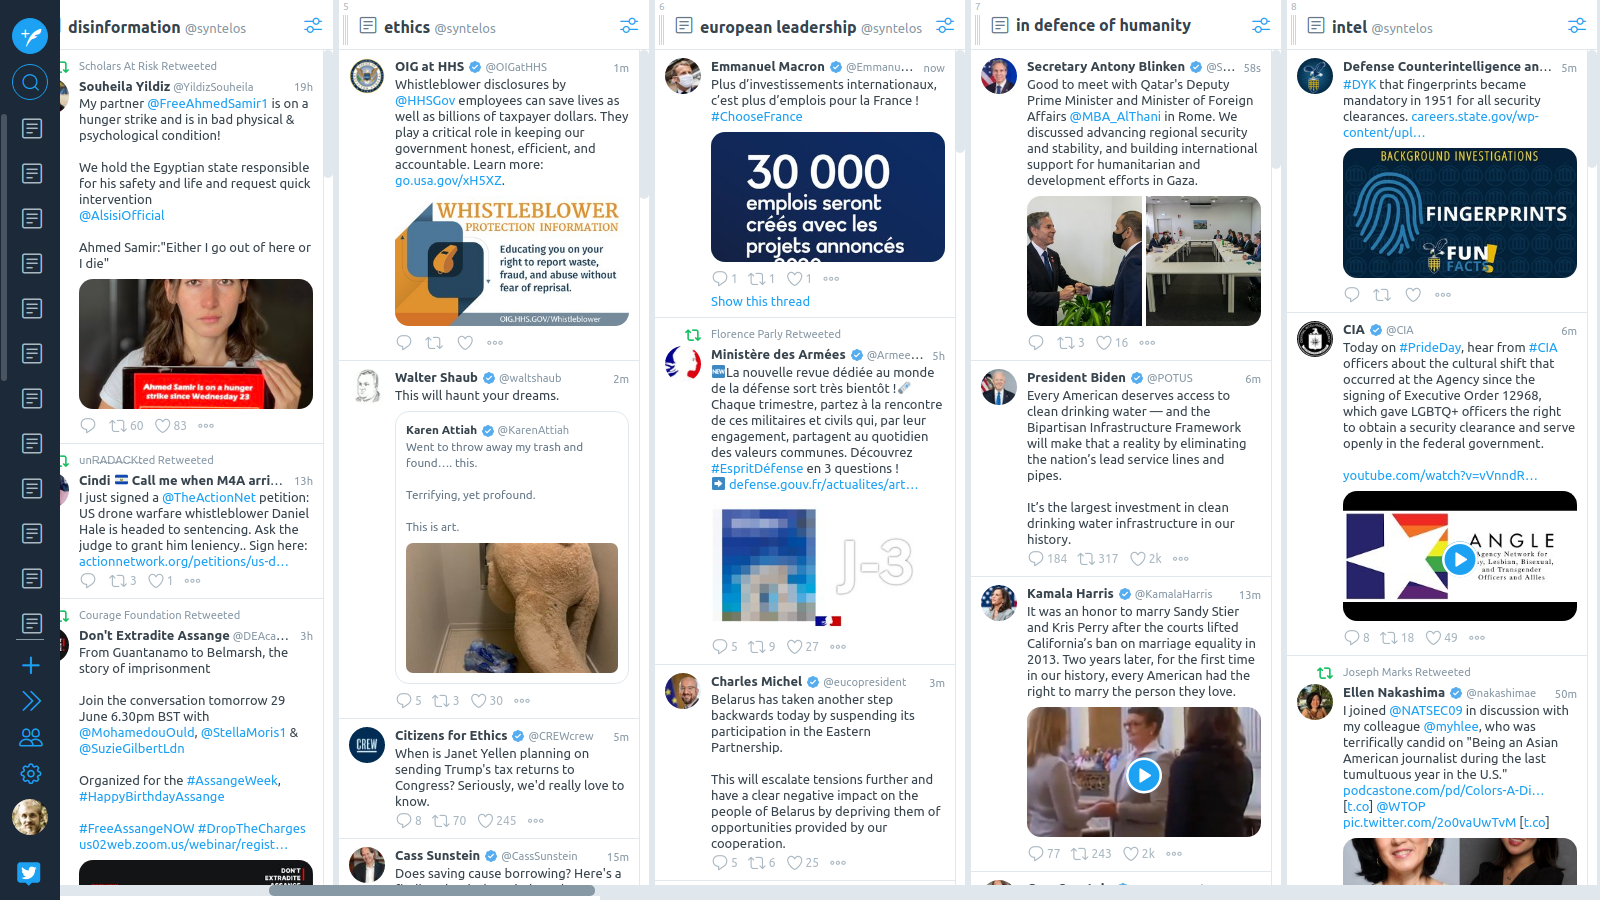 disinformation @syntelos
Scholars At Risk Retweeted
Souheila Yildiz @YildizSouheila 19h
My partner @FreeAhmedSamir1 is on a
hunger strike and is in bad physical &
psychological condition!
We hold the Egyptian state responsible
for his safety and life and request quick
intervention
@AlsisiOfficial
Ahmed Samir:"Either I go out of here or
I die"
Ahmed Samir is on a hunger
strike since Wednesday 23
60 83
unRADACKted Retweeted
Cindi Call me when M4A arri... 13h
I just signed a @TheActionNet petition:
US drone warfare whistleblower Daniel
Hale is headed to sentencing. Ask the
judge to grant him leniency.. Sign here:
actionnetwork.org/petitions/us-d...
3 1
Courage Foundation Retweeted
Don't Extradite Assange @DEAca... 3h
From Guantanamo to Belmarsh, the
story of imprisonment
Join the conversation tomorrow 29
June 6.30pm BST with
@MohamedouOuld, @StellaMoris1 &
@SuzieGilbertLdn
Organized for the #AssangeWeek,
#HappyBirthdayAssange
#FreeAssangeNOW #DropTheCharges
us02web.zoom.us/webinar/regist...
DON'T
EXTRADITE
5
ethics @syntelos
OIG at HHS @OIGatHHS 1m
Whistleblower disclosures by
@HHSGov employees can save lives as
well as billions of taxpayer dollars. They
play a critical role in keeping our
government honest, efficient, and
accountable. Learn more:
go.usa.gov/xH5XZ.
WHISTLEBLOWER
PROTECTION INFORMATION
Educating you on your
right to report waste,
fraud, and abuse without
fear of reprisal.
OIG.HHS.GOV/Whistleblower
Walter Shaub @waltshaub 2m
This will haunt your dreams.
Karen Attiah @KarenAttiah
Went to throw away my trash and
found.... this.
Terrifying, yet profound.
This is art.
5 3 30
Citizens for Ethics @CREWcrew 5m
CREW
When is Janet Yellen planning on
sending Trump's tax returns to
Congress? Seriously, we'd really love to
know.
8 70 245
Cass Sunstein @CassSunstein 15m
Does saving cause borrowing? Here's a
6
european leadership @syntelos
Emmanuel Macron @Emmanu... now
Plus d'investissements internationaux,
c'est plus d'emplois pour la France !
#ChooseFrance
30 000
emplois seront
créés avec les
projets annoncés
1 1 1
Show this thread
Florence Parly Retweeted
Ministère des Armées @Armee... 5h
NEW La nouvelle revue dédiée au monde
de la défense sort très bientôt !
Chaque trimestre, partez à la rencontre
de ces militaires et civils qui, par leur
engagement, partagent au quotidien
des valeurs communes. Découvrez
#EspritDéfense en 3 questions !
defense.gouv.fr/actualites/art...
J-3
5 9 27
Charles Michel @eucopresident 3m
Belarus has taken another step
backwards today by suspending its
participation in the Eastern
Partnership.
This will escalate tensions further and
have a clear negative impact on the
people of Belarus by depriving them of
opportunities provided by our
cooperation.
5 6 25
7
in defence of humanity
Secretary Antony Blinken @S... 58s
Good to meet with Qatar's Deputy
Prime Minister and Minister of Foreign
Affairs @MBA_AlThani in Rome. We
discussed advancing regional security
and stability, and building international
support for humanitarian and
development efforts in Gaza.
3 16
President Biden @POTUS 6m
Every American deserves access to
clean drinking water — and the
Bipartisan Infrastructure Framework
will make that a reality by eliminating
the nation's lead service lines and
pipes.
It's the largest investment in clean
drinking water infrastructure in our
history.
184 317 2k
Kamala Harris @KamalaHarris 13m
It was an honor to marry Sandy Stier
and Kris Perry after the courts lifted
California's ban on marriage equality in
2013. Two years later, for the first time
in our history, every American had the
right to marry the person they love.
77 243 2k
8
intel @syntelos
Defense Counterintelligence an... 5m
#DYK that fingerprints became
mandatory in 1951 for all security
clearances. careers.state.gov/wp-
content/upl...
BACKGROUND INVESTIGATIONS
FINGERPRINTS
FUN
FACTS!
CIA @CIA 6m
Today on #PrideDay, hear from #CIA
officers about the cultural shift that
occurred at the Agency since the
signing of Executive Order 12968,
which gave LGBTQ+ officers the right
to obtain a security clearance and serve
openly in the federal government.
youtube.com/watch?v=vVnndR...
ANGLE
Agency Network for
Lesbian, Bisexual,
and Transgender
Officers and Allies
8 18 49
Joseph Marks Retweeted
Ellen Nakashima @nakashimae 50m
I joined @NATSEC09 in discussion with
my colleague @myhlee, who was
terrifically candid on "Being an Asian
American journalist during the last
tumultuous year in the U.S."
podcastone.com/pd/Colors-A-Di...
[t.co] @WTOP
pic.twitter.com/2o0vaUwTvM [t.co]